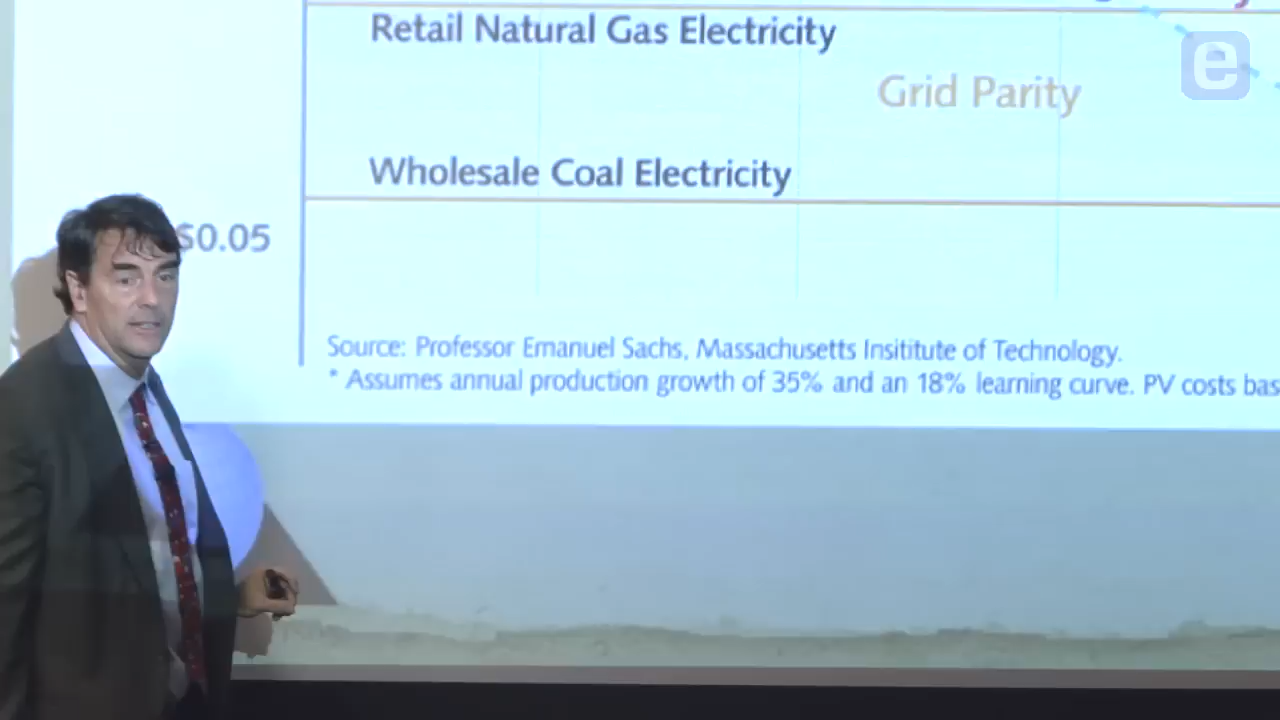 Retail Natural Gas Electricity
e
Grid Parity
Wholesale Coal Electricity
$0.05
Source: Professor Emanuel Sachs, Massachusetts Insititute of Technology.
* Assumes annual production growth of 35% and an 18% learning curve. PV costs bas